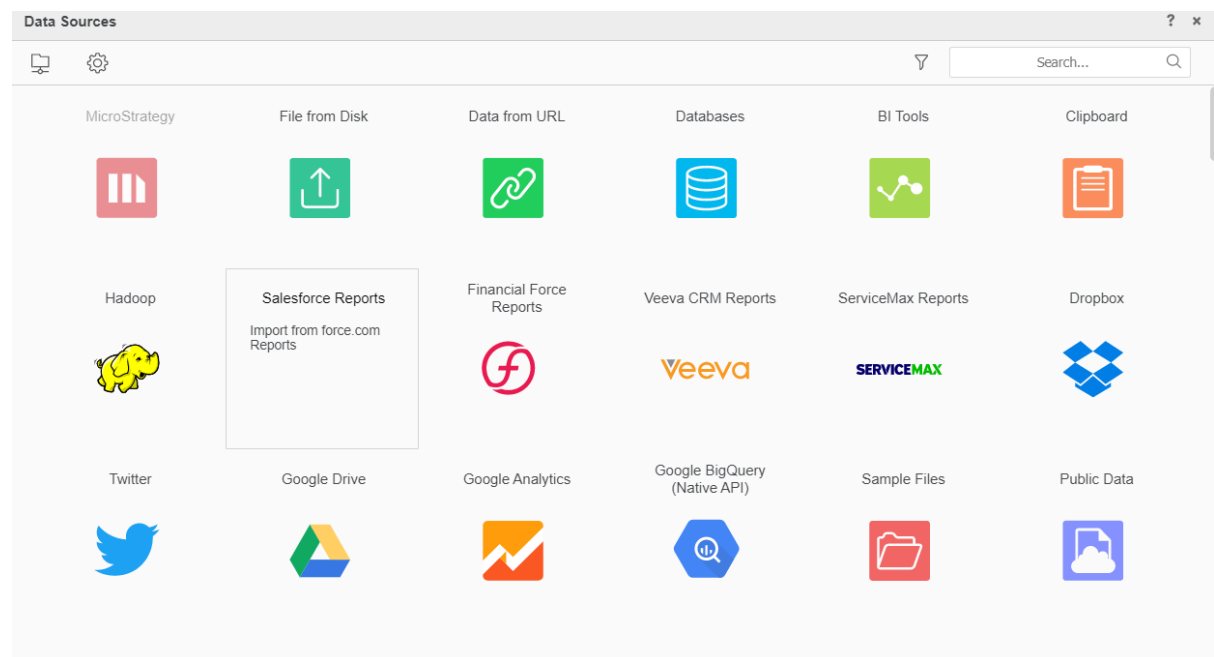 Data Sources ? ×
Search...
MicroStrategy File from Disk Data from URL Databases BI Tools Clipboard
Hadoop Salesforce Reports Financial Force Reports Veeva CRM Reports ServiceMax Reports Dropbox
Import from force.com
Reports
Veeva
SERVICEMAX
Twitter Google Drive Google Analytics Google BigQuery (Native API) Sample Files Public Data